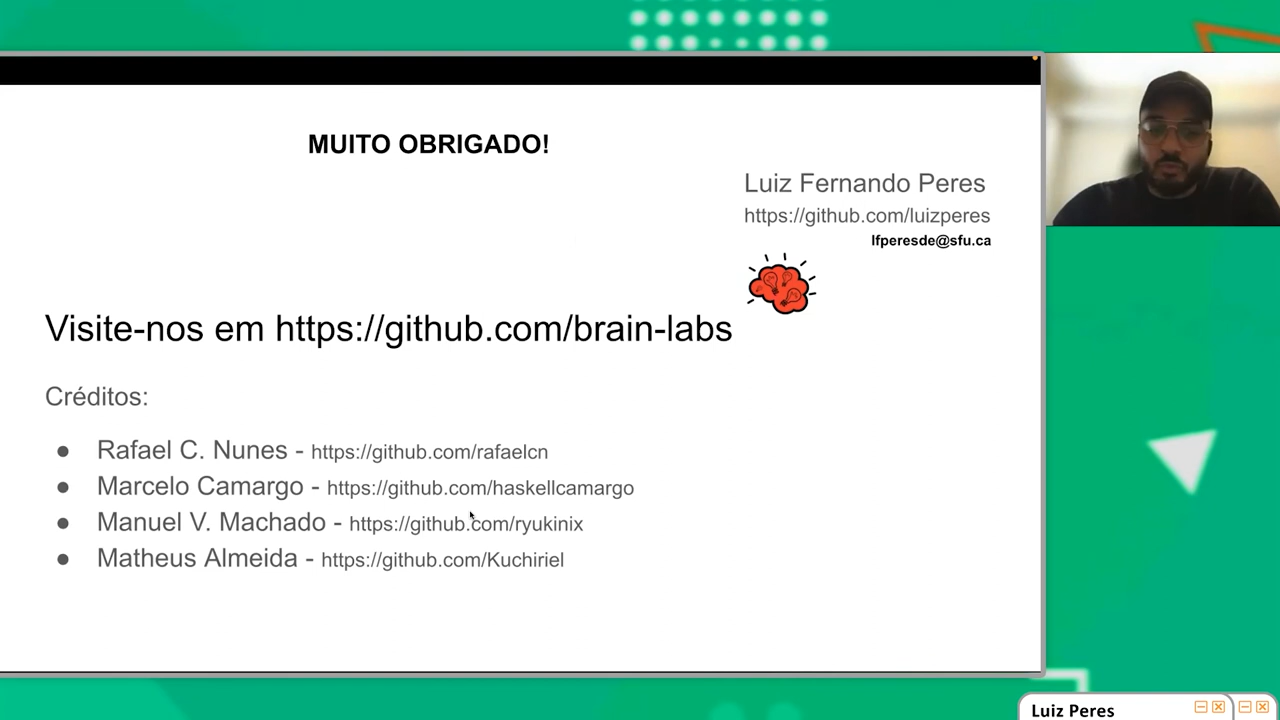 MUITO OBRIGADO!
Luiz Fernando Peres
https://github.com/luizperes
lfperesde@sfu.ca
Visite-nos em https://github.com/brain-labs
Créditos:
● Rafael C. Nunes - https://github.com/rafaelcn
● Marcelo Camargo - https://github.com/haskellcamargo
● Manuel V. Machado - https://github.com/ryukinix
● Matheus Almeida - https://github.com/Kuchiriel
Luiz Peres